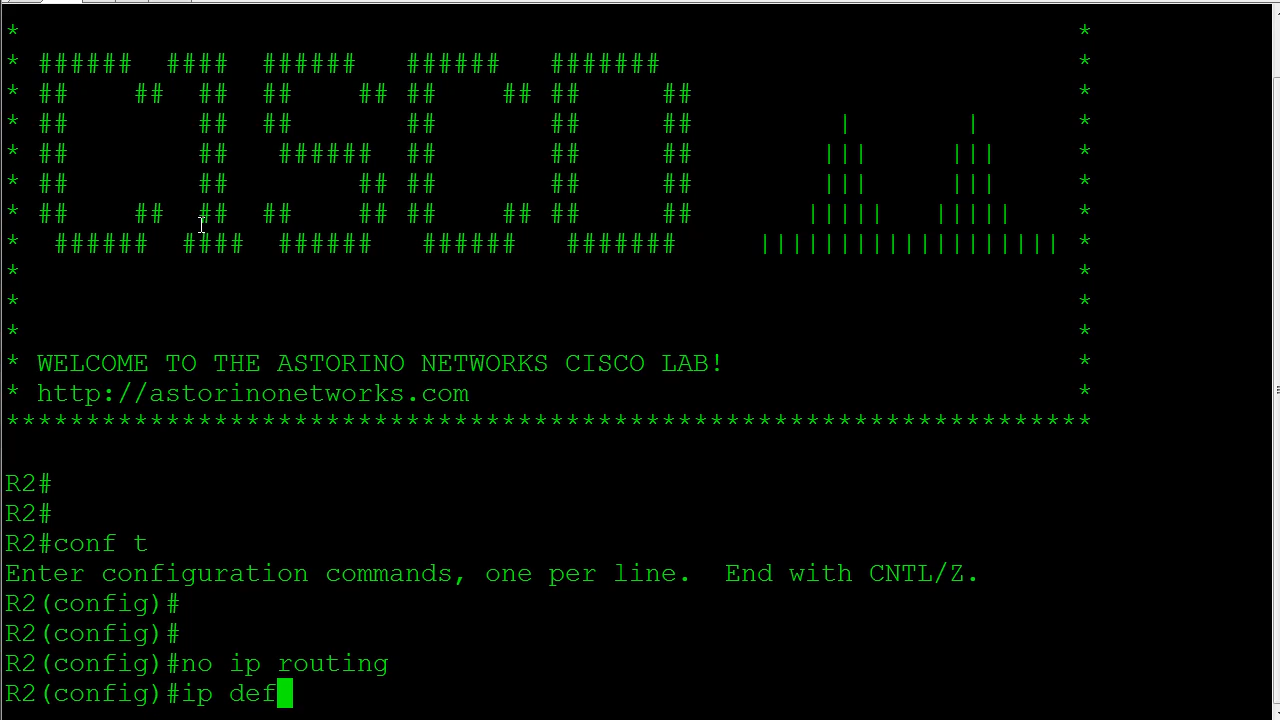 *                                                                   *
* ######  ####  ######   ######   #######                           *
* ##    ##  ##  ##    ## ##    ## ##     ##                         *
* ##        ##  ##       ##       ##     ##         |       |       *
* ##        ##   ######  ##       ##     ##        |||     |||      *
* ##        ##        ## ##       ##     ##        |||     |||      *
* ##    ##  ##  ##    ## ##    ## ##     ##       |||||   |||||     *
*  ######  ####  ######   ######   #######     ||||||||||||||||||| *
*                                                                   *
*                                                                   *
*                                                                   *
* WELCOME TO THE ASTORINO NETWORKS CISCO LAB!                       *
* http://astorinonetworks.com                                       *
********************************************************************
R2#
R2#
R2#conf t
Enter configuration commands, one per line.  End with CNTL/Z.
R2(config)#
R2(config)#
R2(config)#no ip routing
R2(config)#ip def